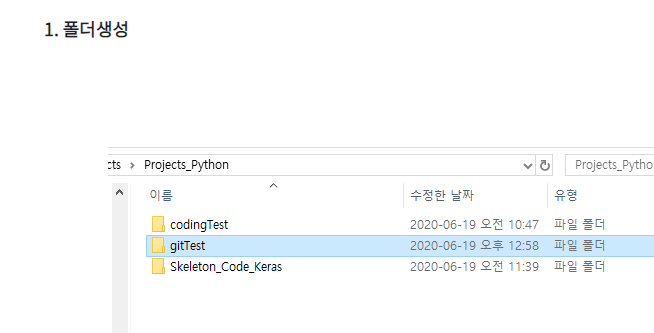 1. 폴더생성
cts > Projects_Python
Projects_Pytho
이름 수정한 날짜 유형
codingTest 2020-06-19 오전 10:47 파일 폴더
gitTest 2020-06-19 오후 12:58 파일 폴더
Skeleton_Code_Keras 2020-06-19 오전 11:39 파일 폴더